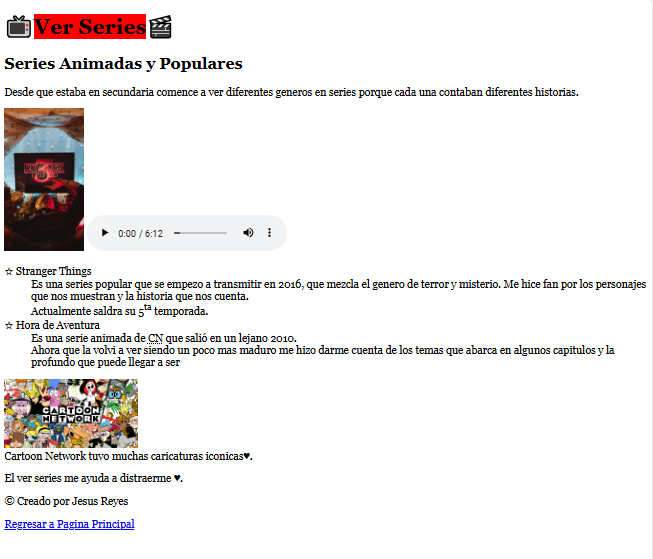 📺Ver Series🎬
Series Animadas y Populares
Desde que estaba en secundaria comence a ver diferentes generos en series porque cada una contaban diferentes historias.
0:00 / 6:12
☆ Stranger Things
Es una series popular que se empezo a transmitir en 2016, que mezcla el genero de terror y misterio. Me hice fan por los personajes
que nos muestran y la historia que nos cuenta.
Actualmente saldra su 5ta temporada.
☆ Hora de Aventura
Es una serie animada de CN que salió en un lejano 2010.
Ahora que la volvi a ver siendo un poco mas maduro me hizo darme cuenta de los temas que abarca en algunos capitulos y la
profundo que puede llegar a ser
CARTOON
NETWORK
Cartoon Network tuvo muchas caricaturas iconicas♥.
El ver series me ayuda a distraerme ♥.
© Creado por Jesus Reyes
Regresar a Pagina Principal